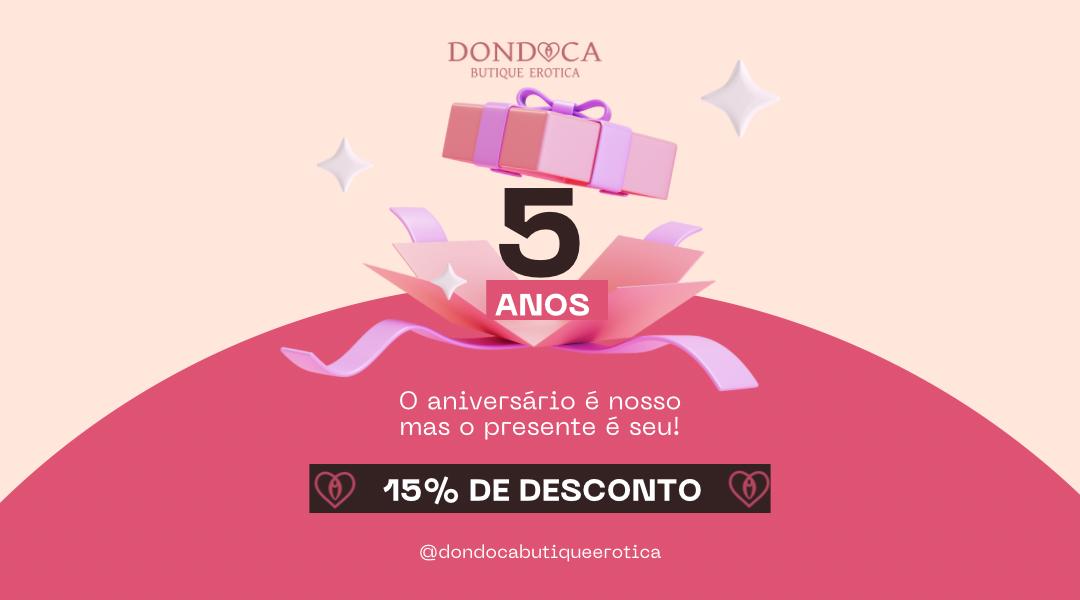 DONDOCA
BUTIQUE EROTICA
5
ANOS
O aniversário é nosso
mas o presente é seu!
15% DE DESCONTO
@dondocabutiqueerotica